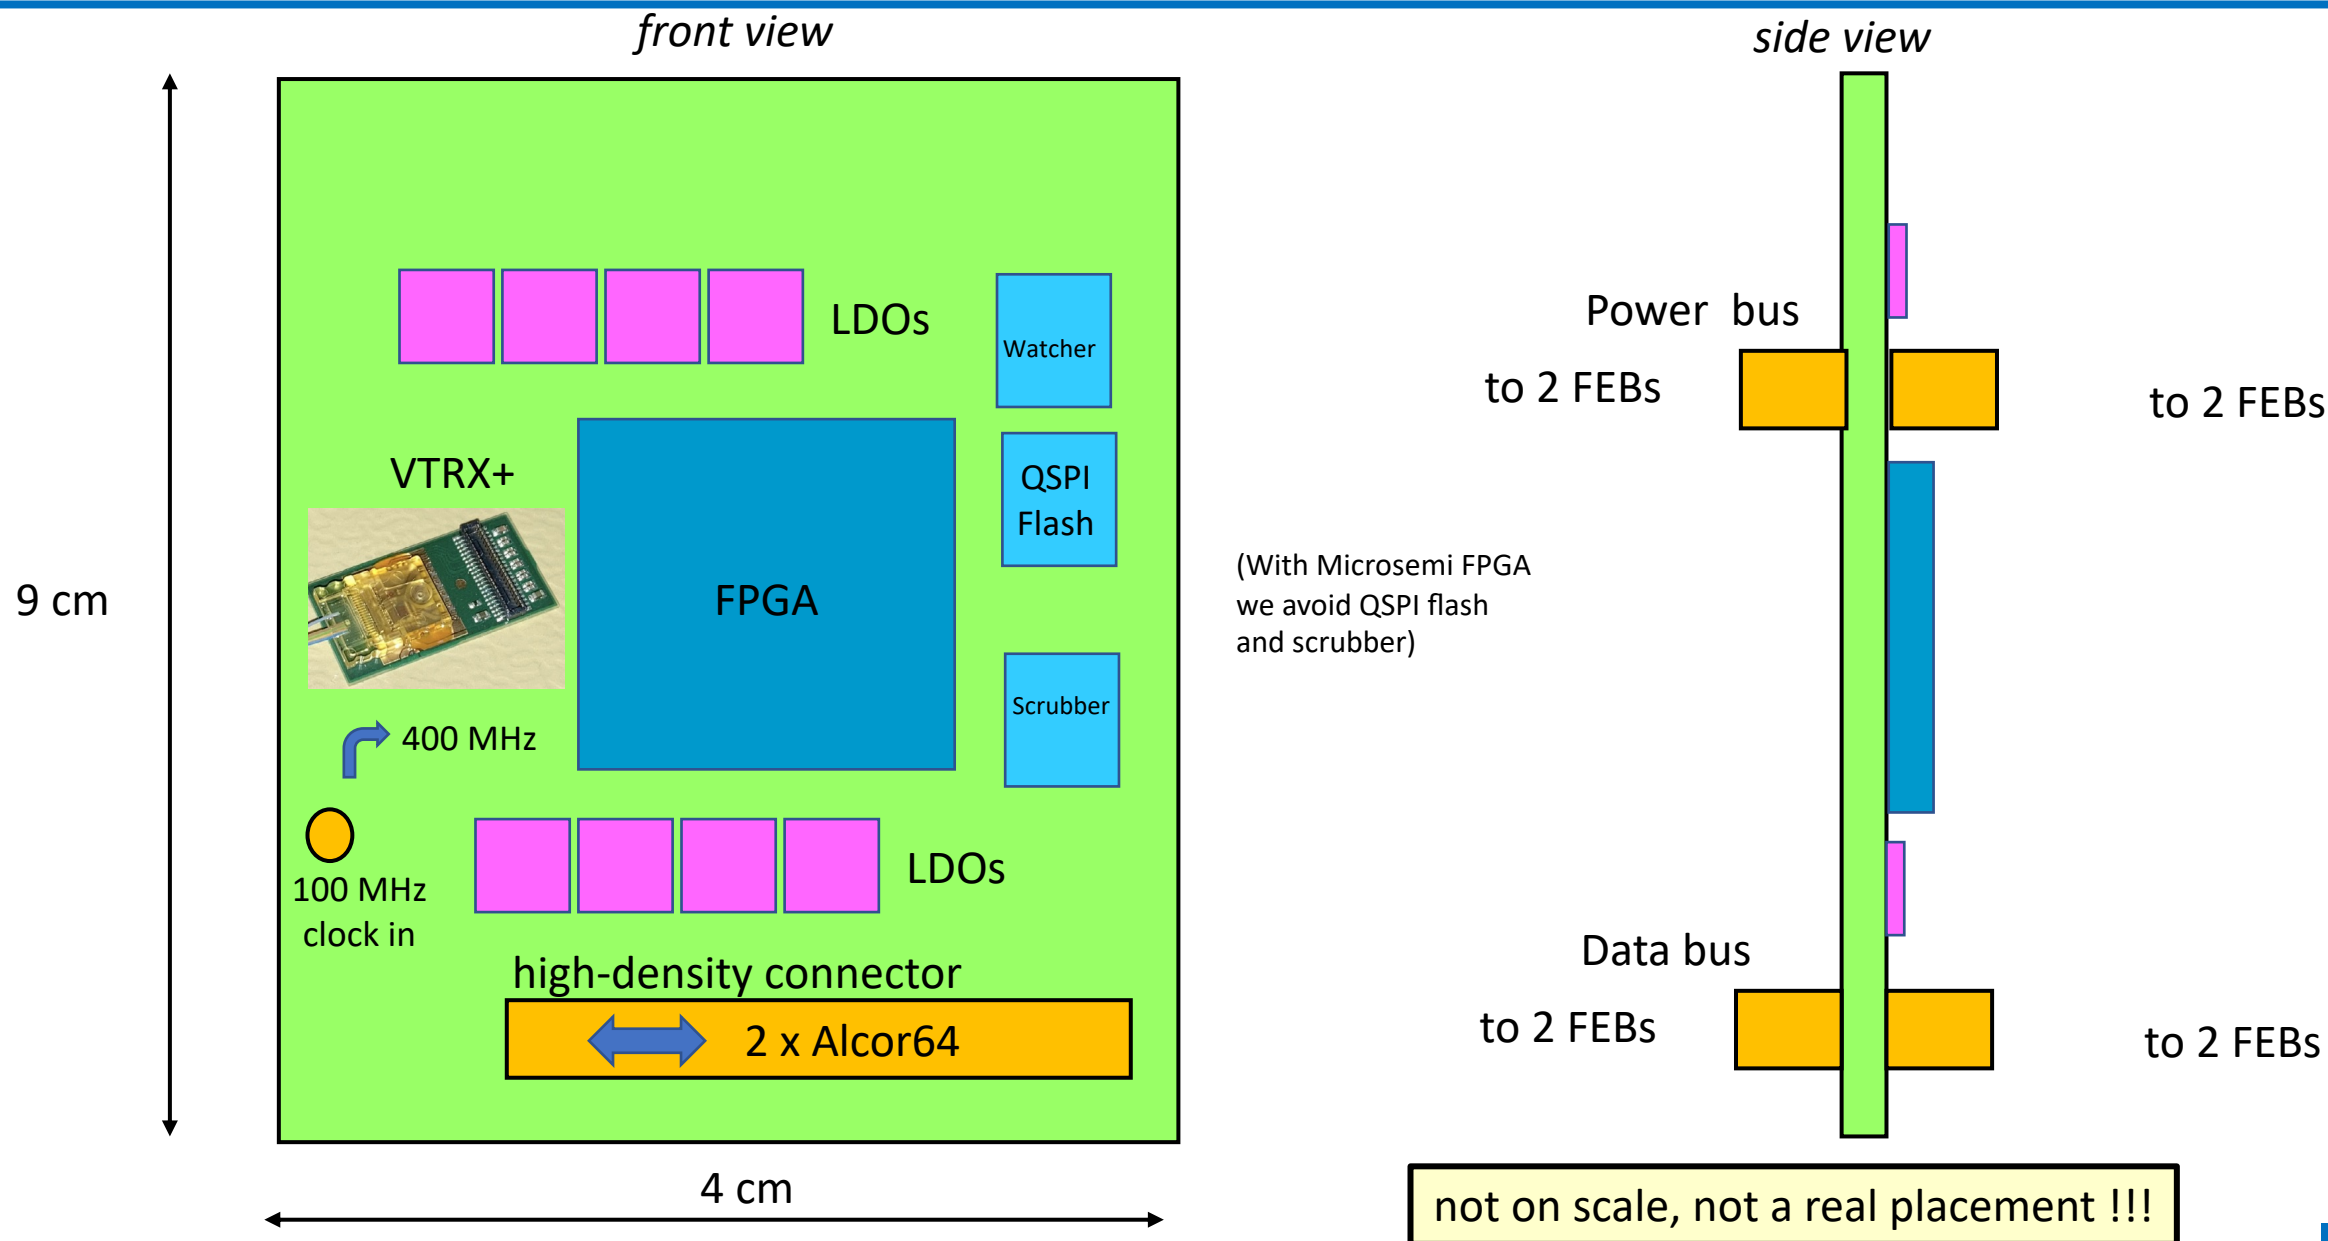 front view
side view
LDOs
Watcher
Power bus
to 2 FEBs
to 2 FEBs
VTRX+
QSPI
Flash
9 cm
FPGA
(With Microsemi FPGA
we avoid QSPI flash
and scrubber)
Scrubber
400 MHz
100 MHz
clock in
LDOs
high-density connector
2 x Alcor64
Data bus
to 2 FEBs
to 2 FEBs
4 cm
not on scale, not a real placement !!!